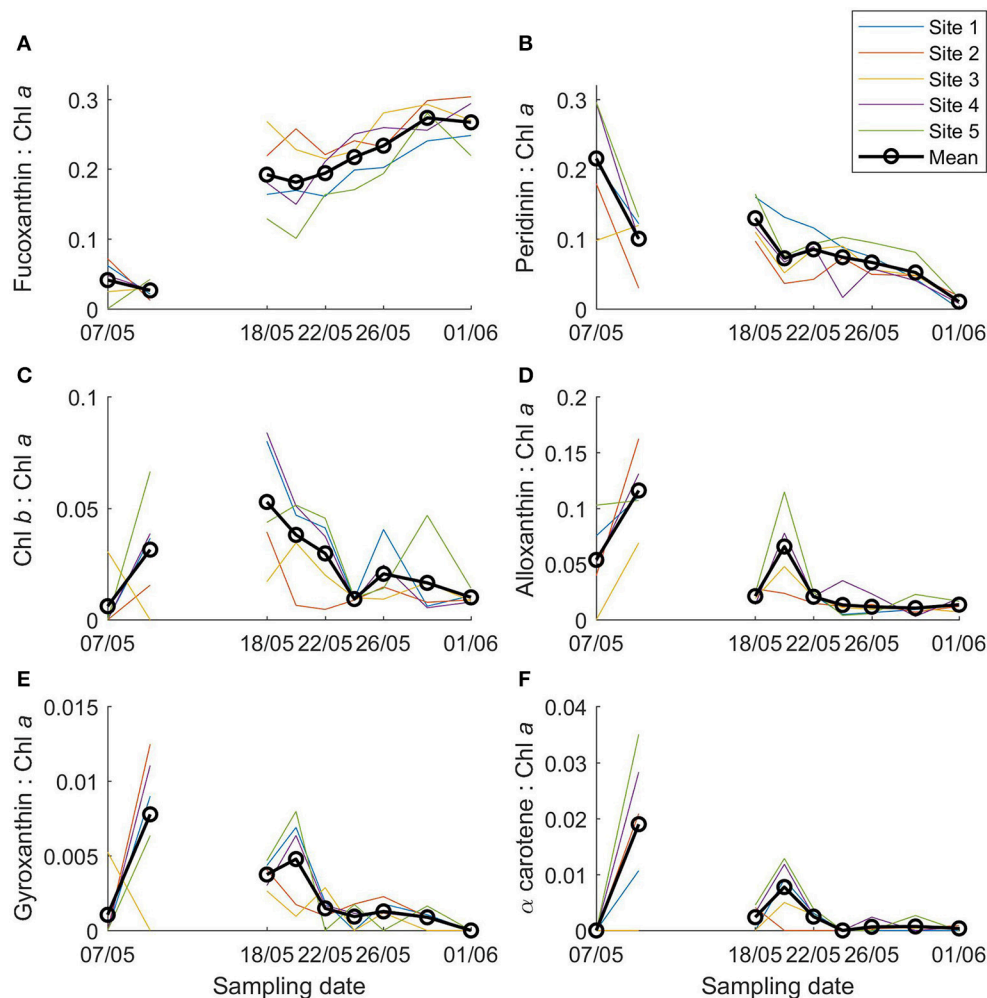 A
Fucoxanthin : Chl a
0.3
0.2
0.1
0
07/05
18/05
22/05
26/05
01/06
B
Peridinin : Chl a
0.3
0.2
0.1
0
07/05
18/05
22/05
26/05
01/06
Site 1
Site 2
Site 3
Site 4
Site 5
Mean
C
Chl b : Chl a
0.1
0.05
0
07/05
18/05
22/05
26/05
01/06
D
Alloxanthin : Chl a
0.2
0.15
0.1
0.05
0
07/05
18/05
22/05
26/05
01/06
E
Gyroxanthin : Chl a
0.015
0.01
0.005
0
07/05
18/05
22/05
26/05
01/06
Sampling date
F
α carotene : Chl a
0.04
0.03
0.02
0.01
0
07/05
18/05
22/05
26/05
01/06
Sampling date